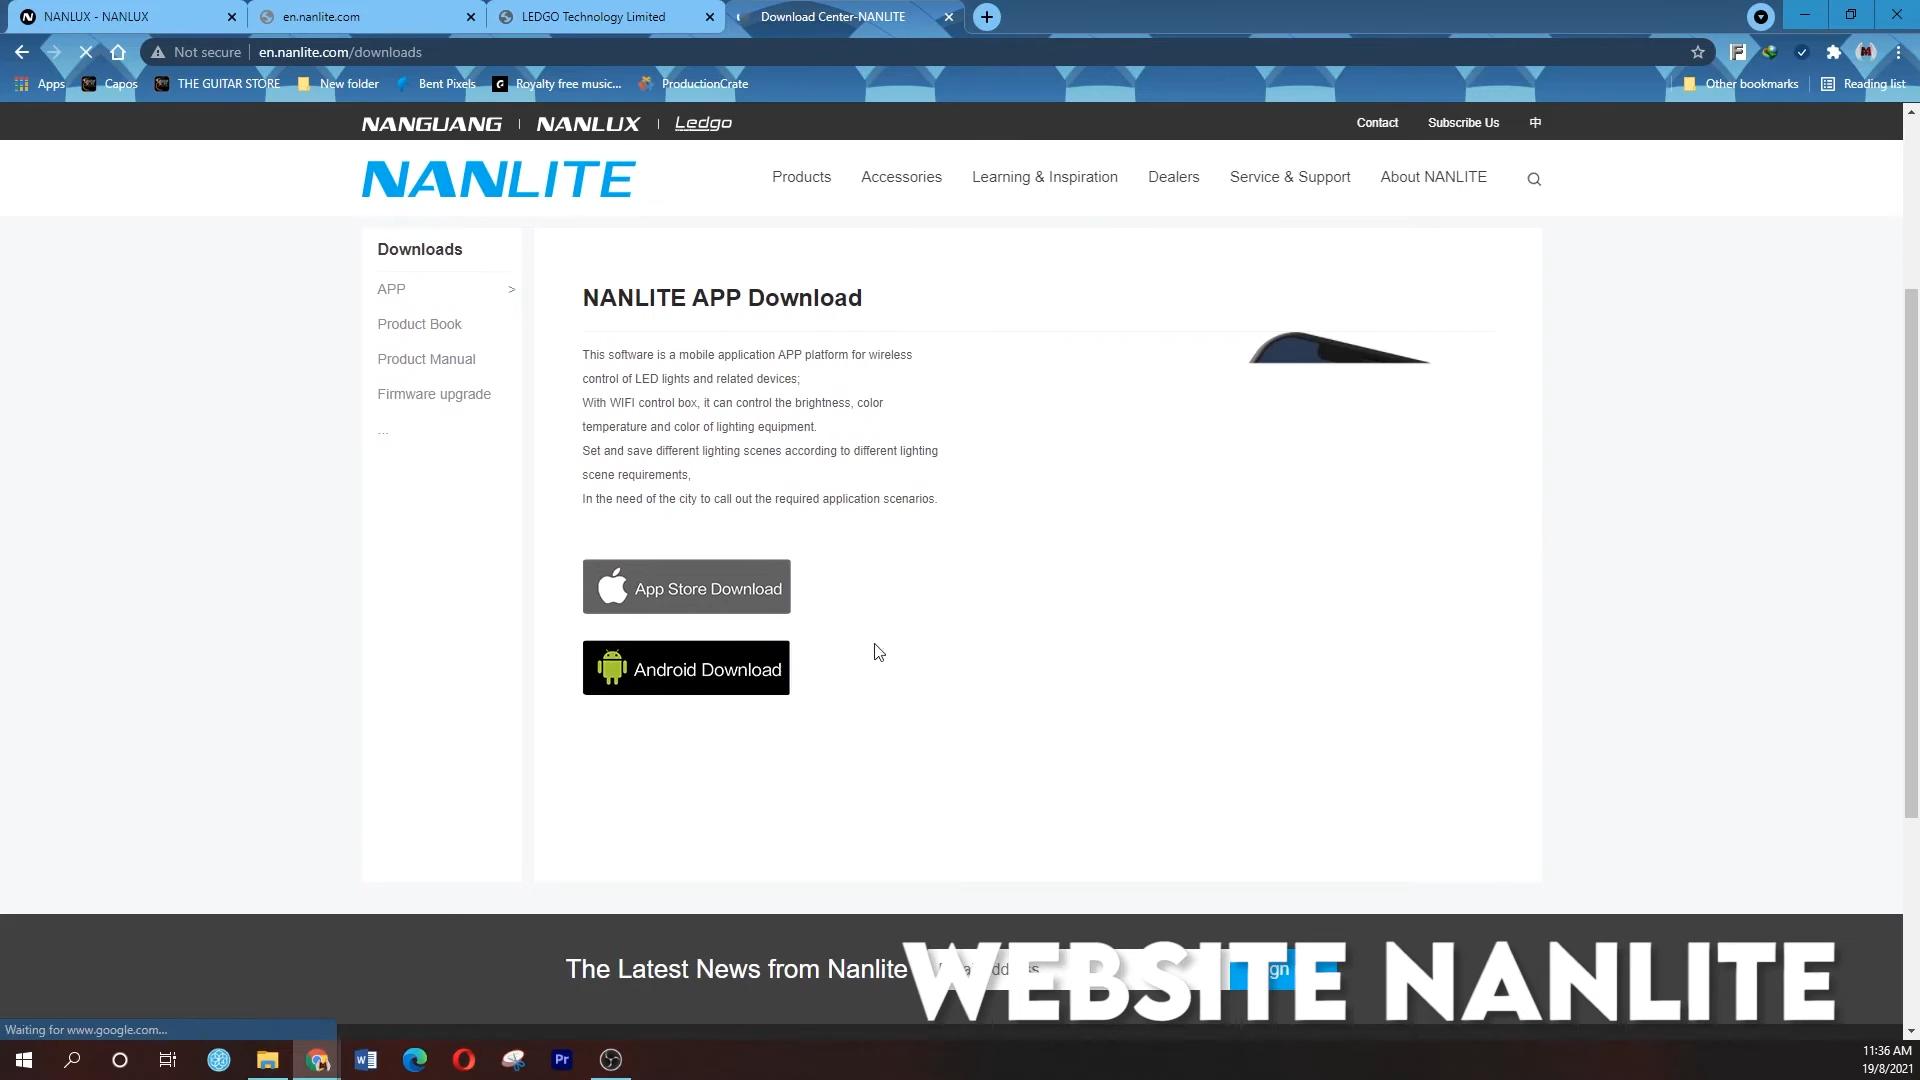 NANLUX - NANLUX
en.nanlite.com
LEDGO Technology Limited
Download Center-NANLITE
Not secure
en.nanlite.com/downloads
Apps
Capos
THE GUITAR STORE
New folder
Bent Pixels
Royalty free music...
ProductionCrate
Other bookmarks
Reading list
NANGUANG | NANLUX | Ledgo
Contact
Subscribe Us
中
NANLITE
Products
Accessories
Learning & Inspiration
Dealers
Service & Support
About NANLITE
Downloads
APP >
Product Book
Product Manual
Firmware upgrade
...
NANLITE APP Download
This software is a mobile application APP platform for wireless
control of LED lights and related devices;
With WIFI control box, it can control the brightness, color
temperature and color of lighting equipment.
Set and save different lighting scenes according to different lighting
scene requirements,
In the need of the city to call out the required application scenarios.
App Store Download
Android Download
The Latest News from Nanlite
WEBSITE NANLITE
Waiting for www.google.com...
11:36 AM
19/8/2021